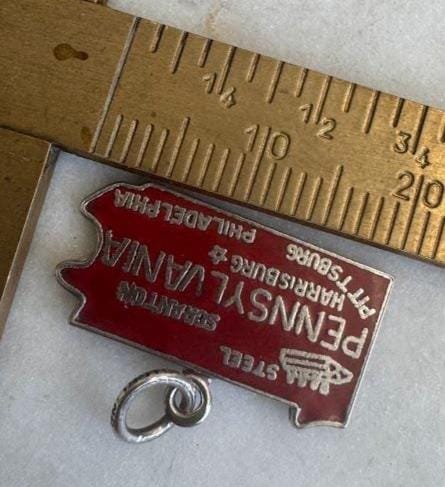 1/4 1/2 3/4
10 20
STEEL
SCRANTON
PENNSYLVANIA
HARRISBURG ☆
PITTSBURG PHILADELPHIA